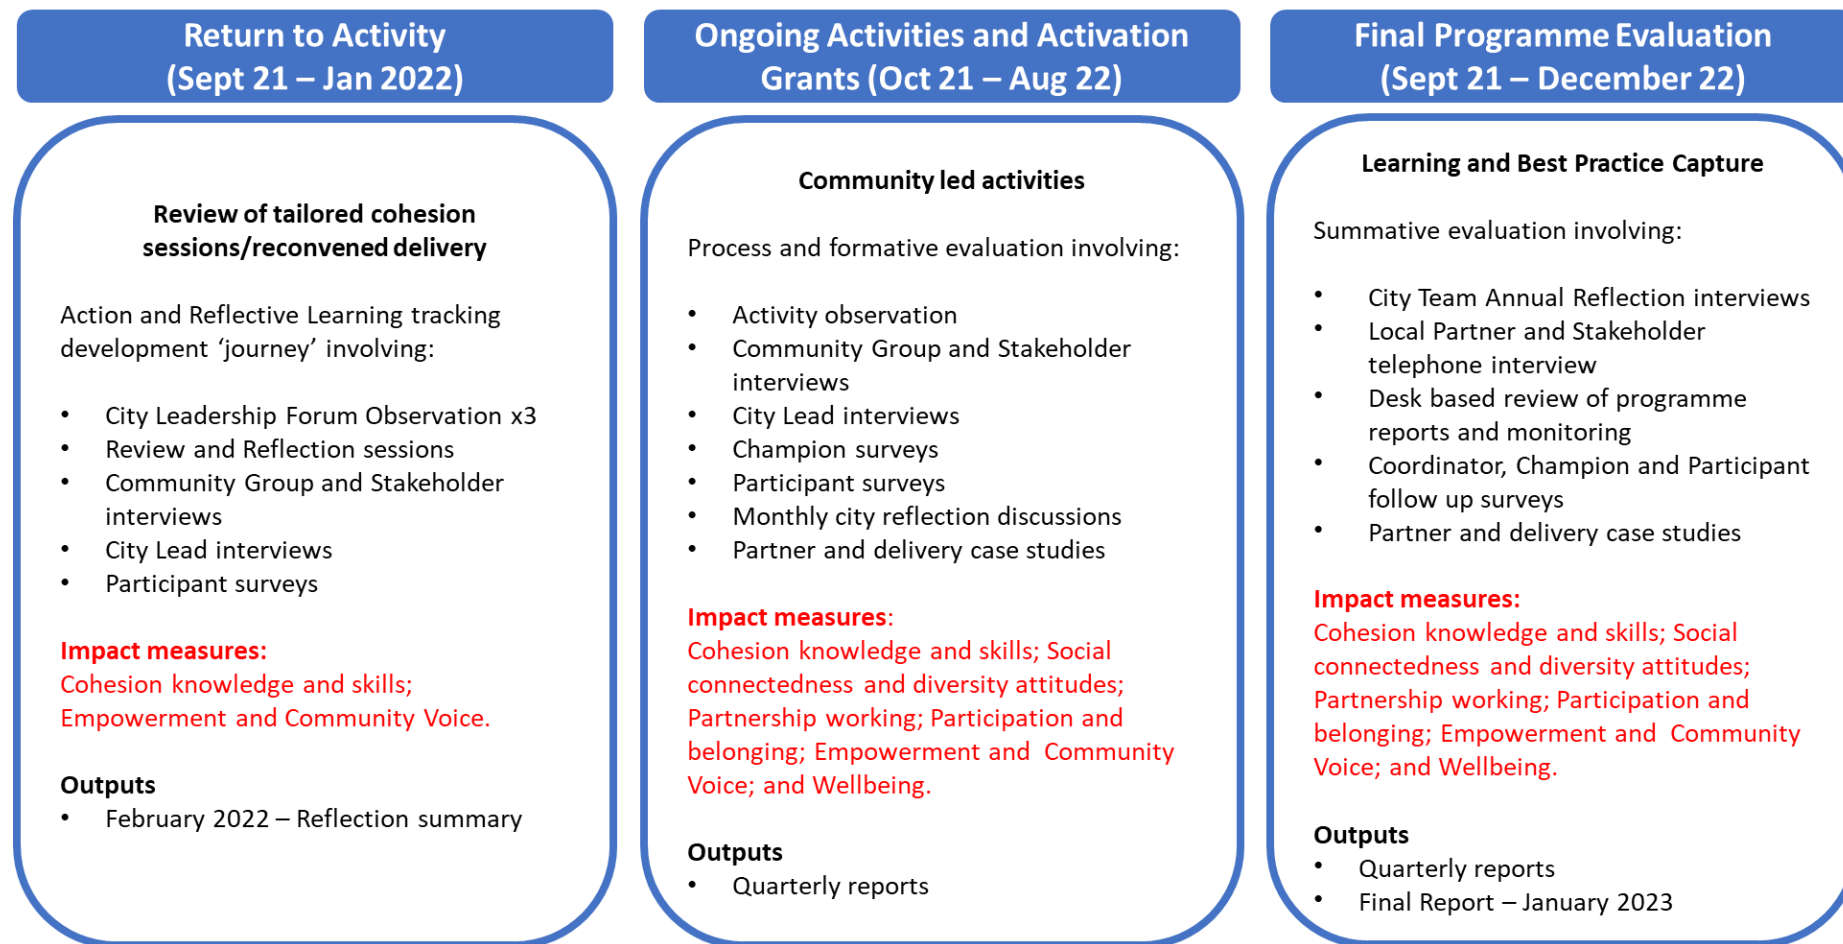 Return to Activity
(Sept 21 – Jan 2022)
Review of tailored cohesion
sessions/reconvened delivery
Action and Reflective Learning tracking
development ‘journey’ involving:
• City Leadership Forum Observation x3
• Review and Reflection sessions
• Community Group and Stakeholder
interviews
• City Lead interviews
• Participant surveys
Impact measures:
Cohesion knowledge and skills;
Empowerment and Community Voice.
Outputs
• February 2022 – Reflection summary
Ongoing Activities and Activation
Grants (Oct 21 – Aug 22)
Community led activities
Process and formative evaluation involving:
• Activity observation
• Community Group and Stakeholder
interviews
• City Lead interviews
• Champion surveys
• Participant surveys
• Monthly city reflection discussions
• Partner and delivery case studies
Impact measures:
Cohesion knowledge and skills; Social
connectedness and diversity attitudes;
Partnership working; Participation and
belonging; Empowerment and Community
Voice; and Wellbeing.
Outputs
• Quarterly reports
Final Programme Evaluation
(Sept 21 – December 22)
Learning and Best Practice Capture
Summative evaluation involving:
• City Team Annual Reflection interviews
• Local Partner and Stakeholder
telephone interview
• Desk based review of programme
reports and monitoring
• Coordinator, Champion and Participant
follow up surveys
• Partner and delivery case studies
Impact measures:
Cohesion knowledge and skills; Social
connectedness and diversity attitudes;
Partnership working; Participation and
belonging; Empowerment and Community
Voice; and Wellbeing.
Outputs
• Quarterly reports
• Final Report – January 2023